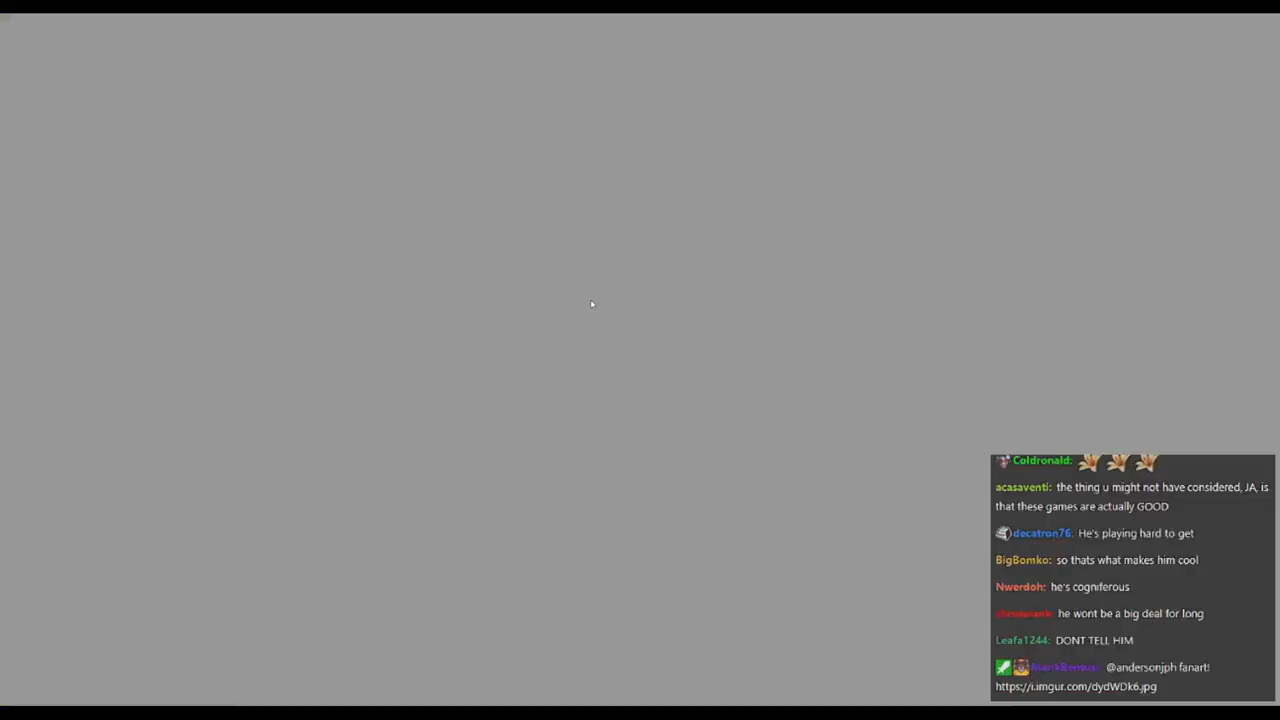 Coldronald:
acasaventi: the thing u might not have considered, JA, is
that these games are actually GOOD
decatron76: He's playing hard to get
BigBomko: so thats what makes him cool
Nwerdoh: he's cogniferous
he wont be a big deal for long
Leafa1244: DONT TELL HIM
@andersonjph fanart!
https://i.imgur.com/dydWDk6.jpg